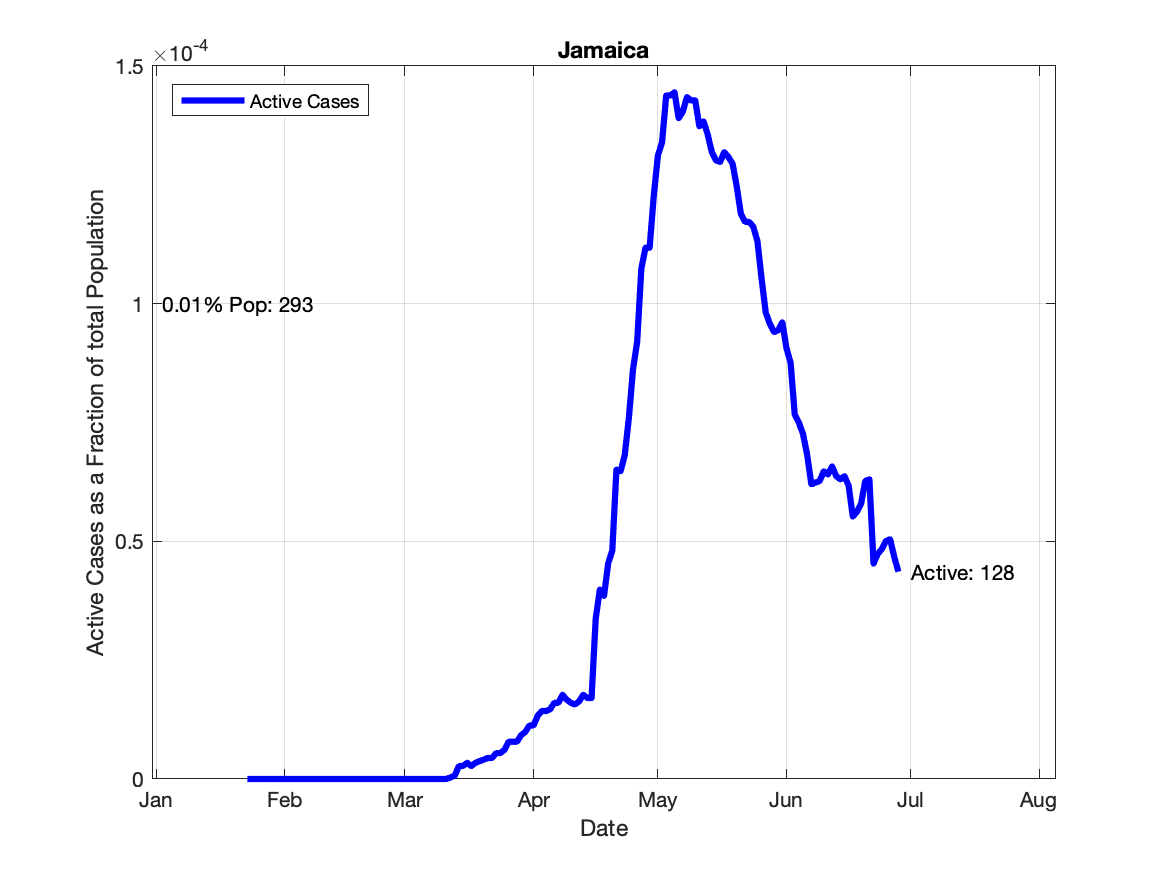 Jamaica
×10-4
Active Cases
1.5
1
0.5
0
0.01% Pop: 293
Active: 128
Active Cases as a Fraction of total Population
Jan Feb Mar Apr May Jun Jul Aug
Date